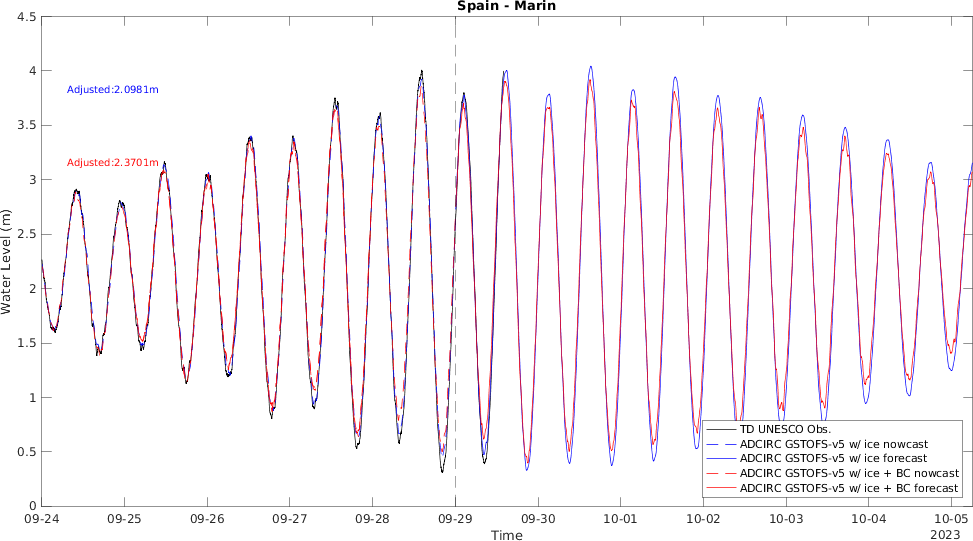 Spain - Marin
4.5
4
3.5
3
2.5
2
1.5
1
0.5
0
Water Level (m)
Adjusted:2.0981m
Adjusted:2.3701m
TD UNESCO Obs.
ADCIRC GSTOFS-v5 w/ ice nowcast
ADCIRC GSTOFS-v5 w/ ice forecast
ADCIRC GSTOFS-v5 w/ ice + BC nowcast
ADCIRC GSTOFS-v5 w/ ice + BC forecast
09-24 09-25 09-26 09-27 09-28 09-29 09-30 10-01 10-02 10-03 10-04 10-05
2023
Time